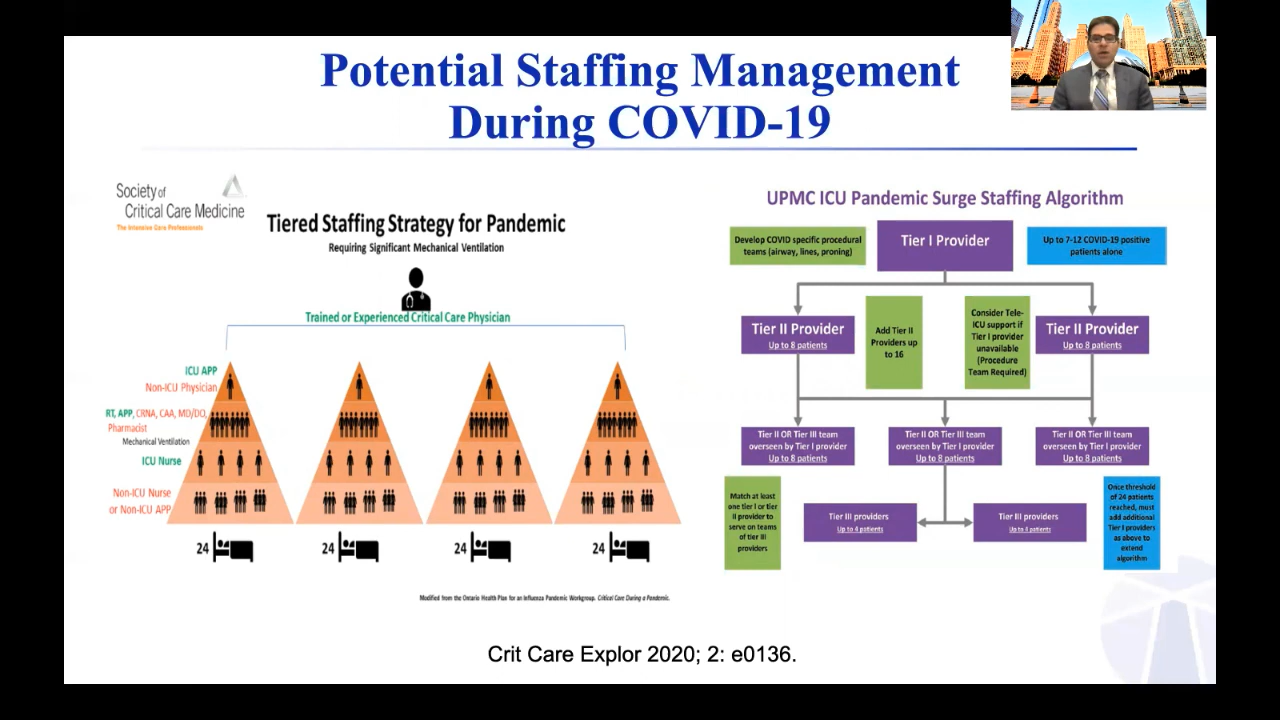 Potential Staffing Management
During COVID-19
Society of
Critical Care Medicine
The Intensive Care Professionals
Tiered Staffing Strategy for Pandemic
Requiring Significant Mechanical Ventilation
Trained or Experienced Critical Care Physician
ICU APP
Non-ICU Physician
RT, APP, CRNA, CAA, MD/DO,
Pharmacist
Mechanical Ventilation
ICU Nurse
Non-ICU Nurse
or Non-ICU APP
24
24
24
24
Modified from the Ontario Health Plan for an Influenza Pandemic Workgroup. Critical Care During a Pandemic.
UPMC ICU Pandemic Surge Staffing Algorithm
Develop COVID specific procedural
teams (airway, lines, proning)
Tier I Provider
Up to 7-12 COVID-19 positive
patients alone
Tier II Provider
Up to 8 patients
Add Tier II
Providers up
to 16
Consider Tele-
ICU support if
Tier I provider
unavailable
(Procedure
Team Required)
Tier II Provider
Up to 8 patients
Tier II OR Tier III team
overseen by Tier I provider
Up to 8 patients
Tier II OR Tier III team
overseen by Tier I provider
Up to 8 patients
Tier II OR Tier III team
overseen by Tier I provider
Up to 8 patients
Match at least
one tier I or tier
II provider to
serve on teams
of tier III
providers
Tier III providers
Up to 4 patients
Tier III providers
Up to 4 patients
Once threshold
of 24 patients
reached, must
add additional
Tier I providers
as above to
extend
algorithm
Crit Care Explor 2020; 2: e0136.